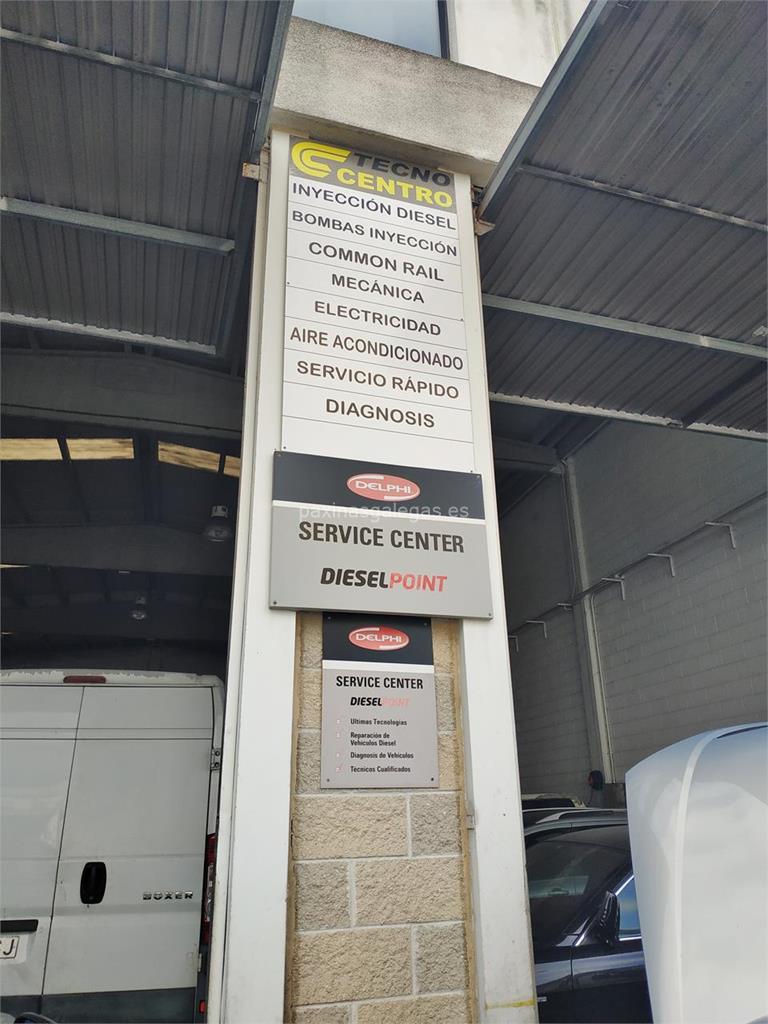 TECNO
CENTRO
INYECCIÓN DIESEL
BOMBAS INYECCIÓN
COMMON RAIL
MECÁNICA
ELECTRICIDAD
AIRE ACONDICIONADO
SERVICIO RÁPIDO
DIAGNOSIS
DELPHI
paxinasgalegas.es
SERVICE CENTER
DIESELPOINT
DELPHI
SERVICE CENTER
DIESELPOINT
Ultimas Tecnologias
Reparación de
Vehículos Diesel
Diagnosis de Vehículos
Técnicos Cualificados
BOXER